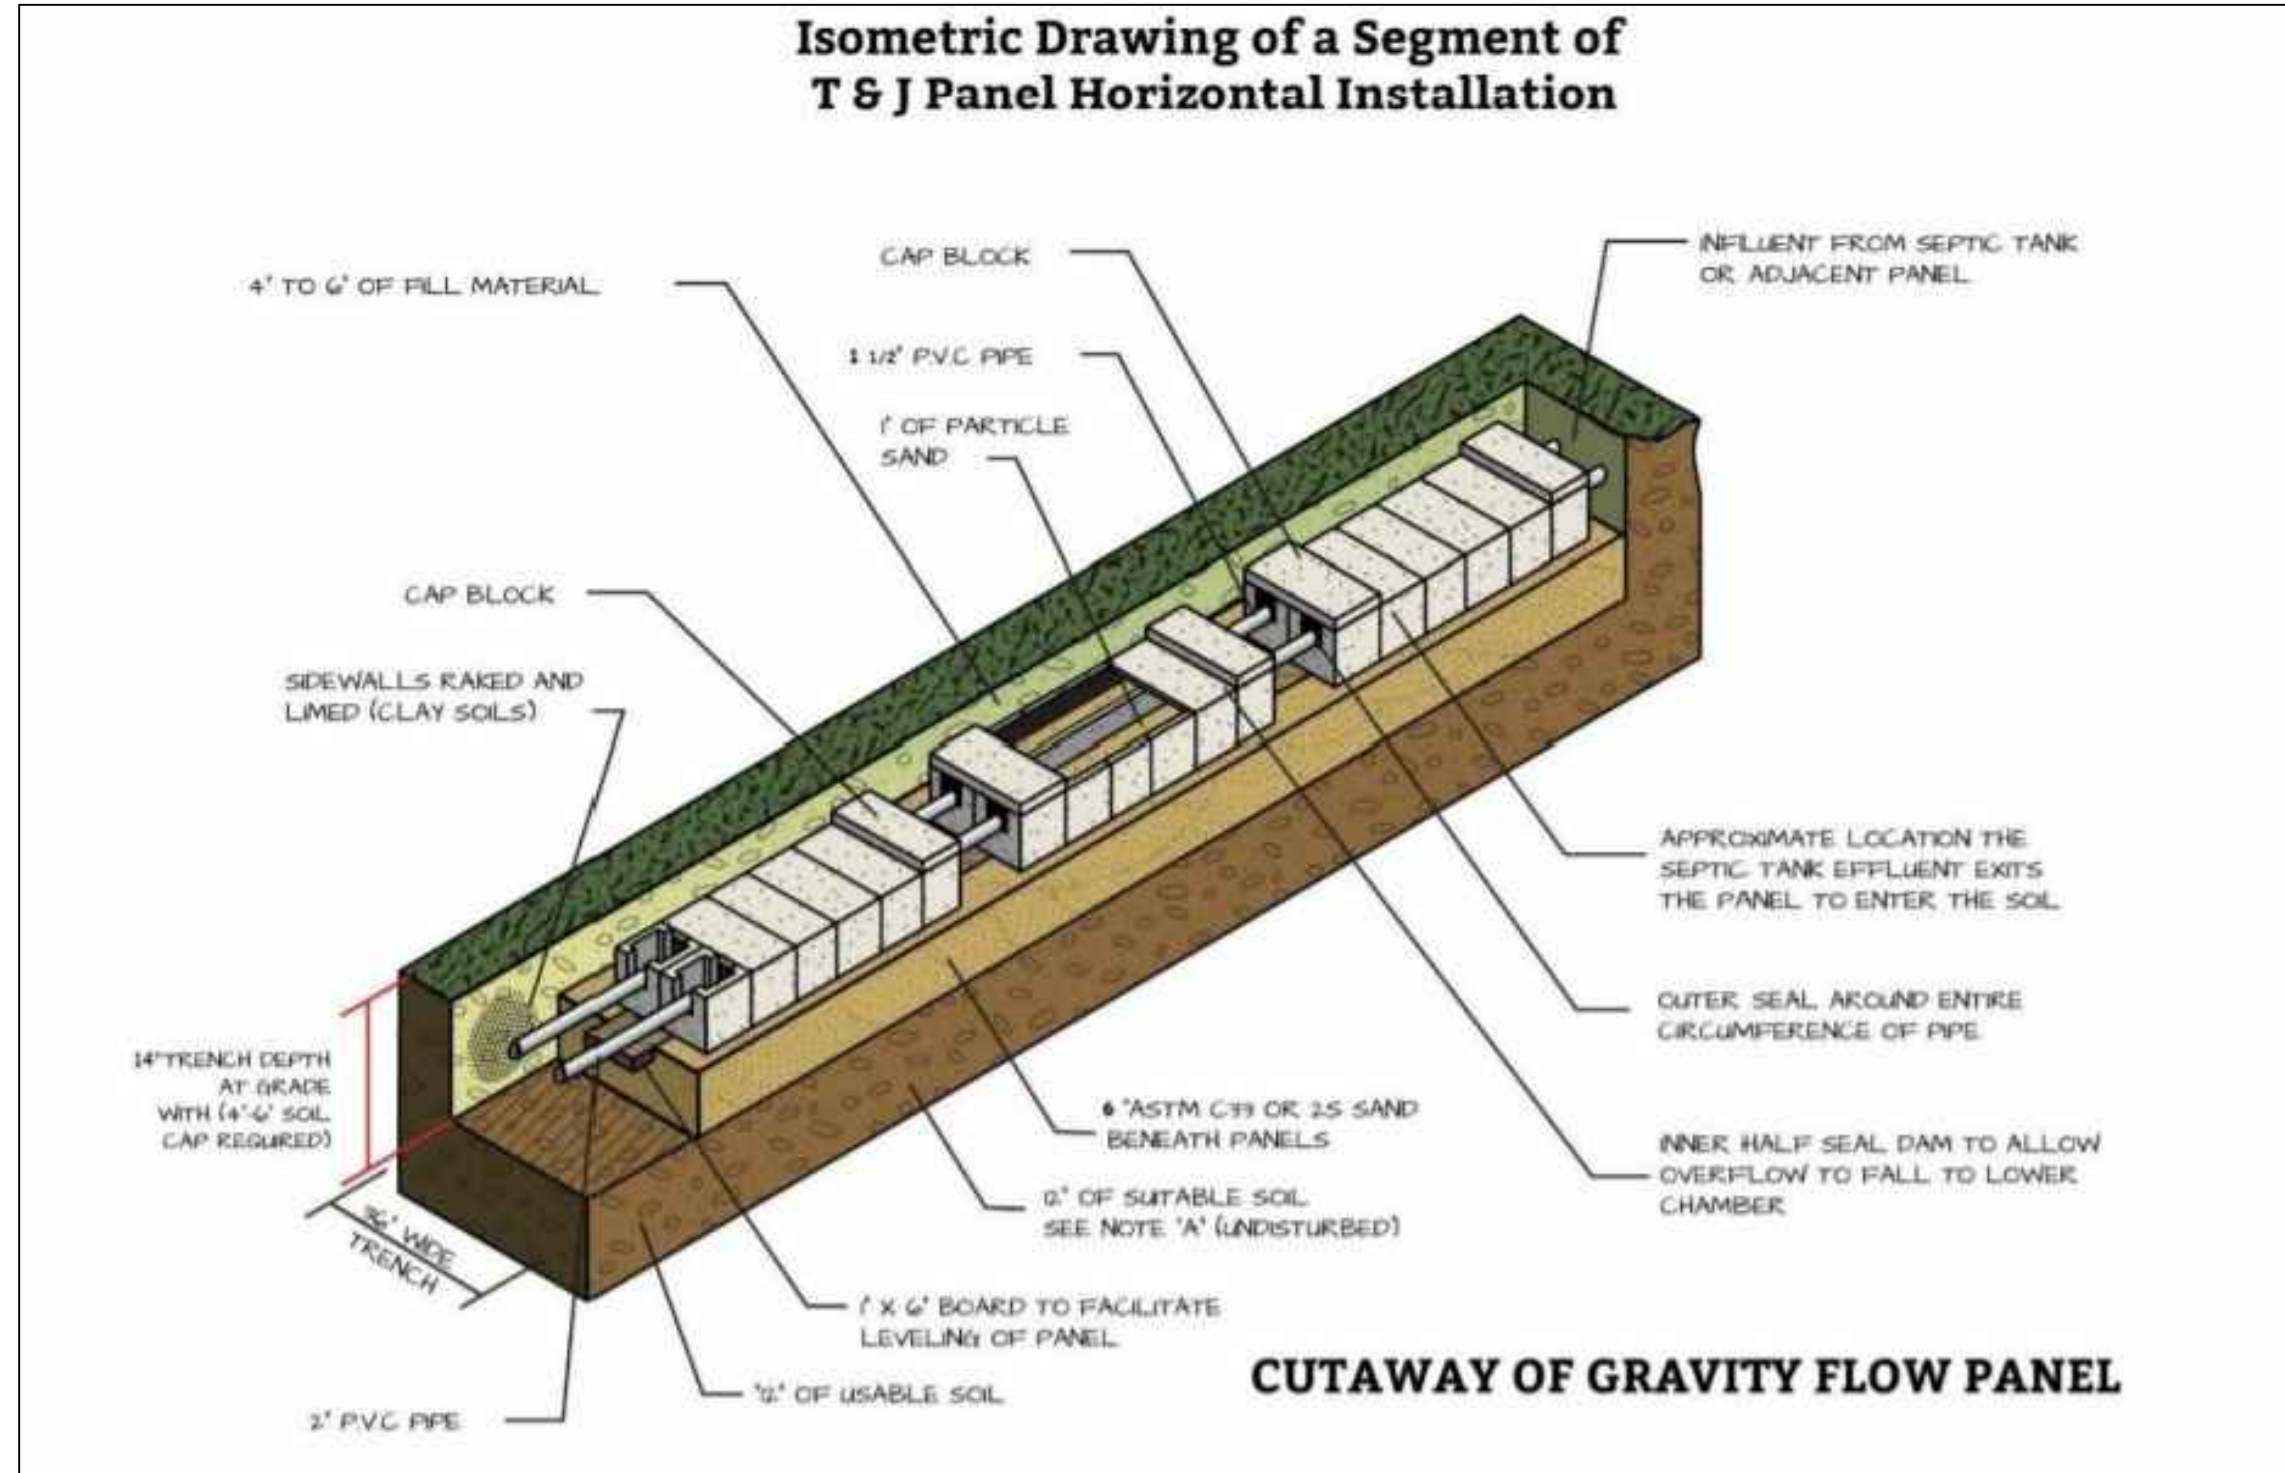 Isometric Drawing of a Segment of
T & J Panel Horizontal Installation
CAP BLOCK
INFLUENT FROM SEPTIC TANK
OR ADJACENT PANEL
4" TO 6" OF FILL MATERIAL
1 1/2" P.V.C PIPE
1" OF PARTICLE
SAND
CAP BLOCK
SIDEWALLS RAKED AND
LIMED (CLAY SOILS)
APPROXIMATE LOCATION THE
SEPTIC TANK EFFLUENT EXITS
THE PANEL TO ENTER THE SOIL
OUTER SEAL AROUND ENTIRE
CIRCUMFERENCE OF PIPE
14" TRENCH DEPTH
AT GRADE
WITH (4"-6" SOIL
CAP REQUIRED)
6 "ASTM C33 OR 2S SAND
BENEATH PANELS
INNER HALF SEAL DAM TO ALLOW
OVERFLOW TO FALL TO LOWER
CHAMBER
12" OF SUITABLE SOIL
SEE NOTE "A" (UNDISTURBED)
36" WIDE
TRENCH
1" X 6" BOARD TO FACILITATE
LEVELING OF PANEL
"12" OF USABLE SOIL
2" P.V.C PIPE
CUTAWAY OF GRAVITY FLOW PANEL